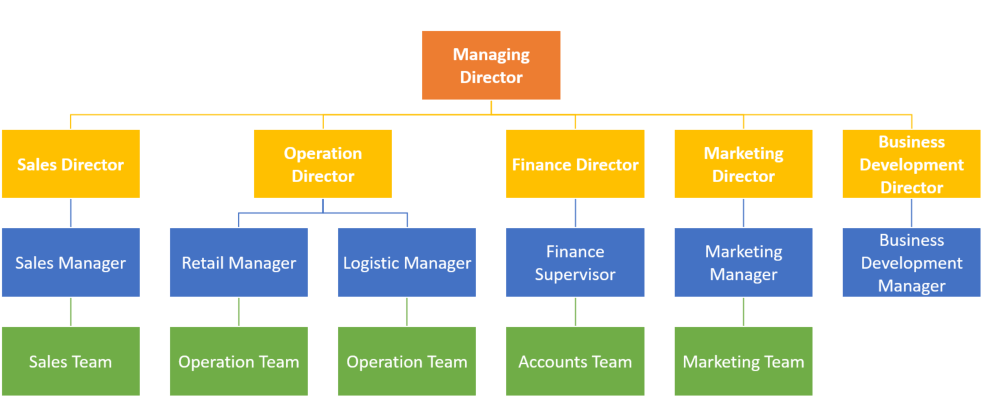 Managing
Director
Sales Director
Operation
Director
Finance Director
Marketing
Director
Business
Development
Director
Sales Manager
Retail Manager
Logistic Manager
Finance
Supervisor
Marketing
Manager
Business
Development
Manager
Sales Team
Operation Team
Operation Team
Accounts Team
Marketing Team